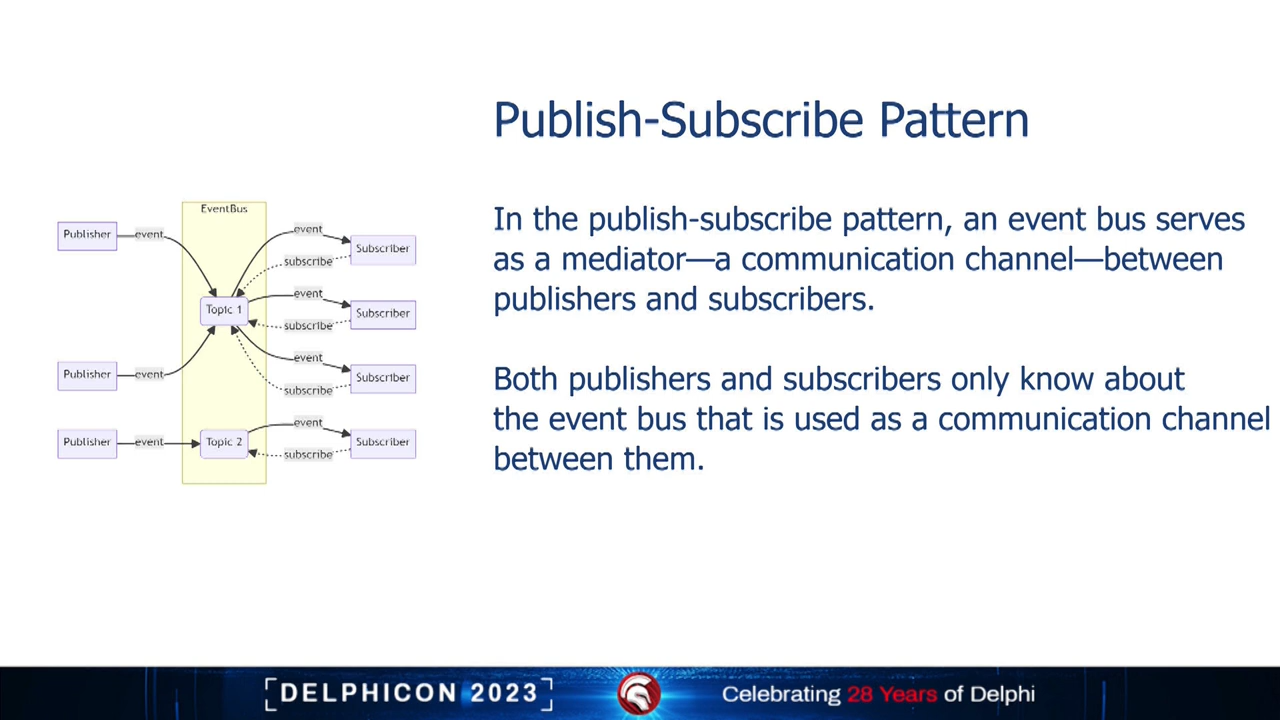 Publish-Subscribe Pattern
In the publish-subscribe pattern, an event bus serves
as a mediator—a communication channel—between
publishers and subscribers.
Both publishers and subscribers only know about
the event bus that is used as a communication channel
between them.
EventBus
Publisher
event
event
Subscriber
subscribe
Topic 1
event
Subscriber
subscribe
Publisher
event
event
Subscriber
subscribe
Publisher
event
Topic 2
event
Subscriber
subscribe
[DELPHICON 2023]
Celebrating 28 Years of Delphi